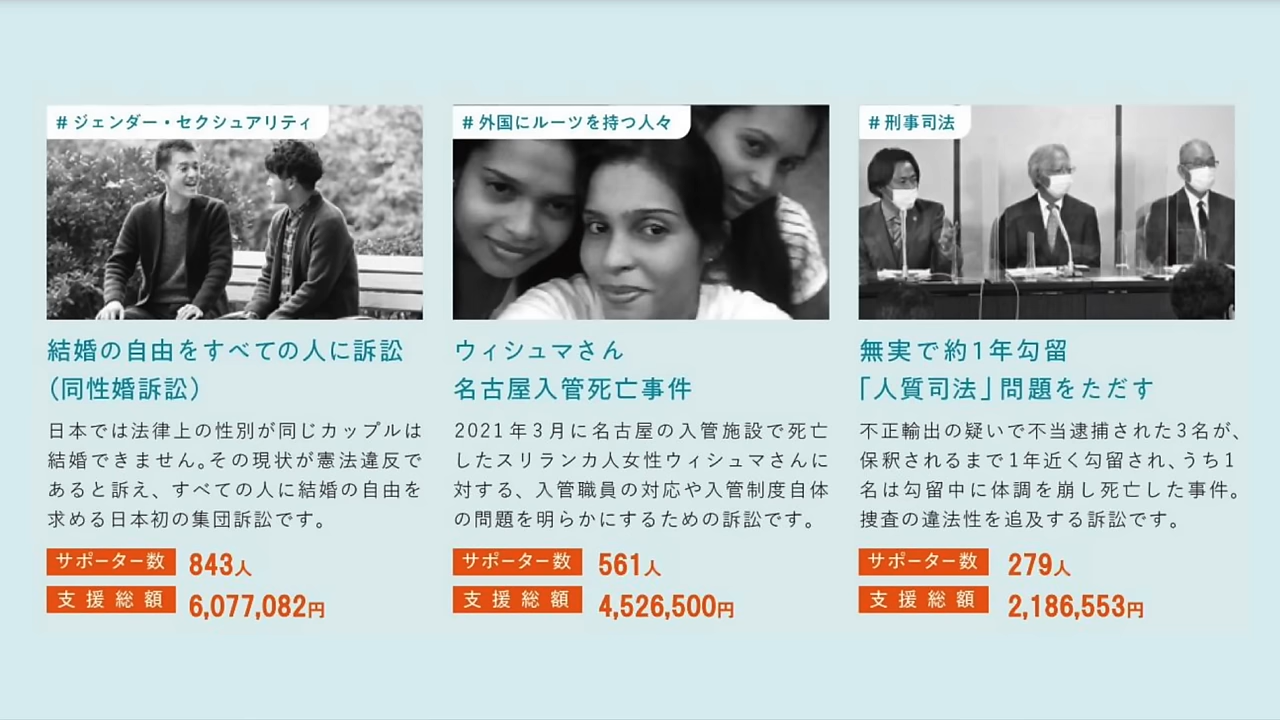 #ジェンダー・セクシュアリティ
結婚の自由をすべての人に訴訟
（同性婚訴訟）
日本では法律上の性別が同じカップルは
結婚できません。その現状が憲法違反で
あると訴え、すべての人に結婚の自由を
求める日本初の集団訴訟です。
サポーター数 843人
支援総額 6,077,082円
#外国にルーツを持つ人々
ウィシュマさん
名古屋入管死亡事件
2021年3月に名古屋の入管施設で死亡
したスリランカ人女性ウィシュマさんに
対する、入管職員の対応や入管制度自体
の問題を明らかにするための訴訟です。
サポーター数 561人
支援総額 4,526,500円
#刑事司法
無実で約1年勾留
「人質司法」問題をただす
不正輸出の疑いで不当逮捕された3名が、
保釈されるまで1年近く勾留され、うち1
名は勾留中に体調を崩し死亡した事件。
捜査の違法性を追及する訴訟です。
サポーター数 279人
支援総額 2,186,553円